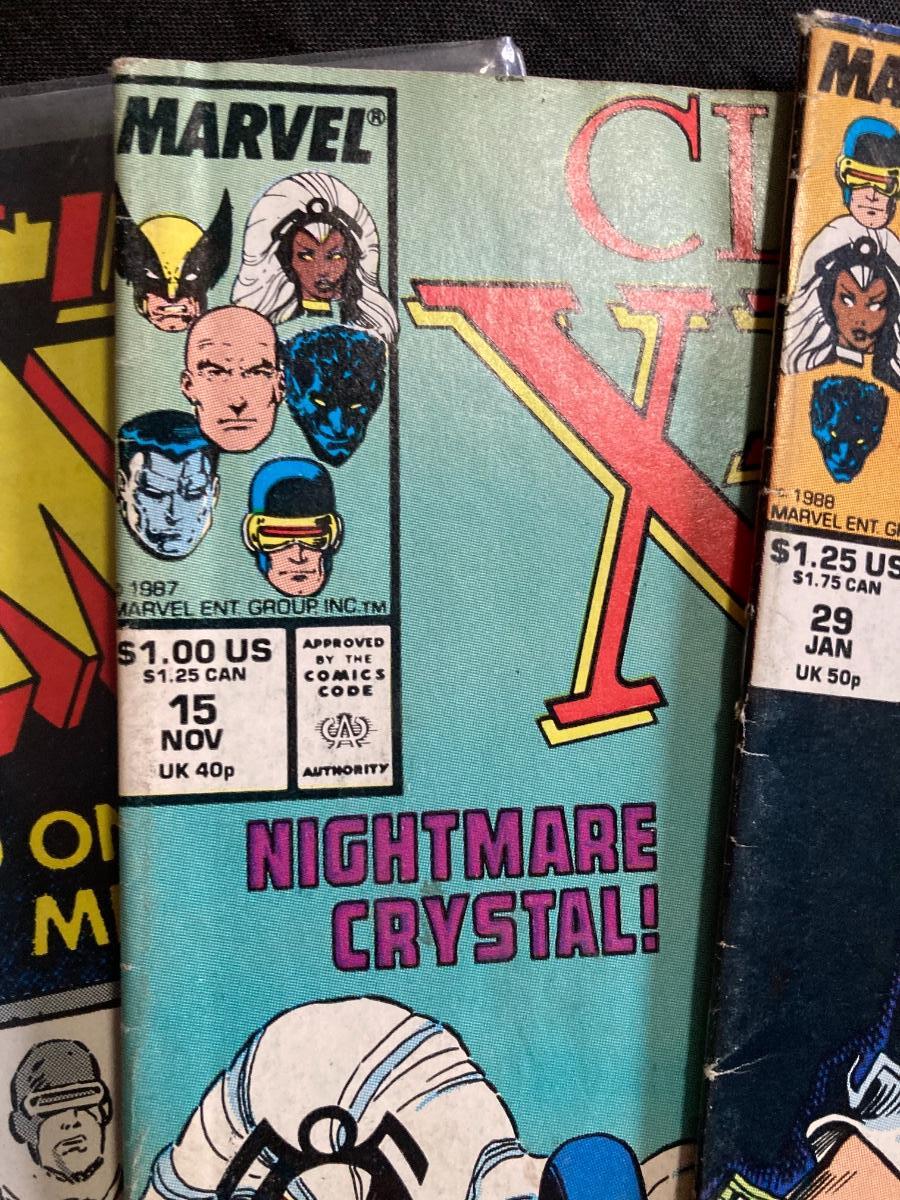 MARVEL®
CL
X
1987
MARVEL ENT. GROUP, INC.™
$1.00 US
$1.25 CAN
15
NOV
UK 40p
APPROVED
BY THE
COMICS
CODE
AUTHORITY
NIGHTMARE
CRYSTAL!
MA
© 1988
MARVEL ENT. G
$1.25 US
$1.75 CAN
29
JAN
UK 50p